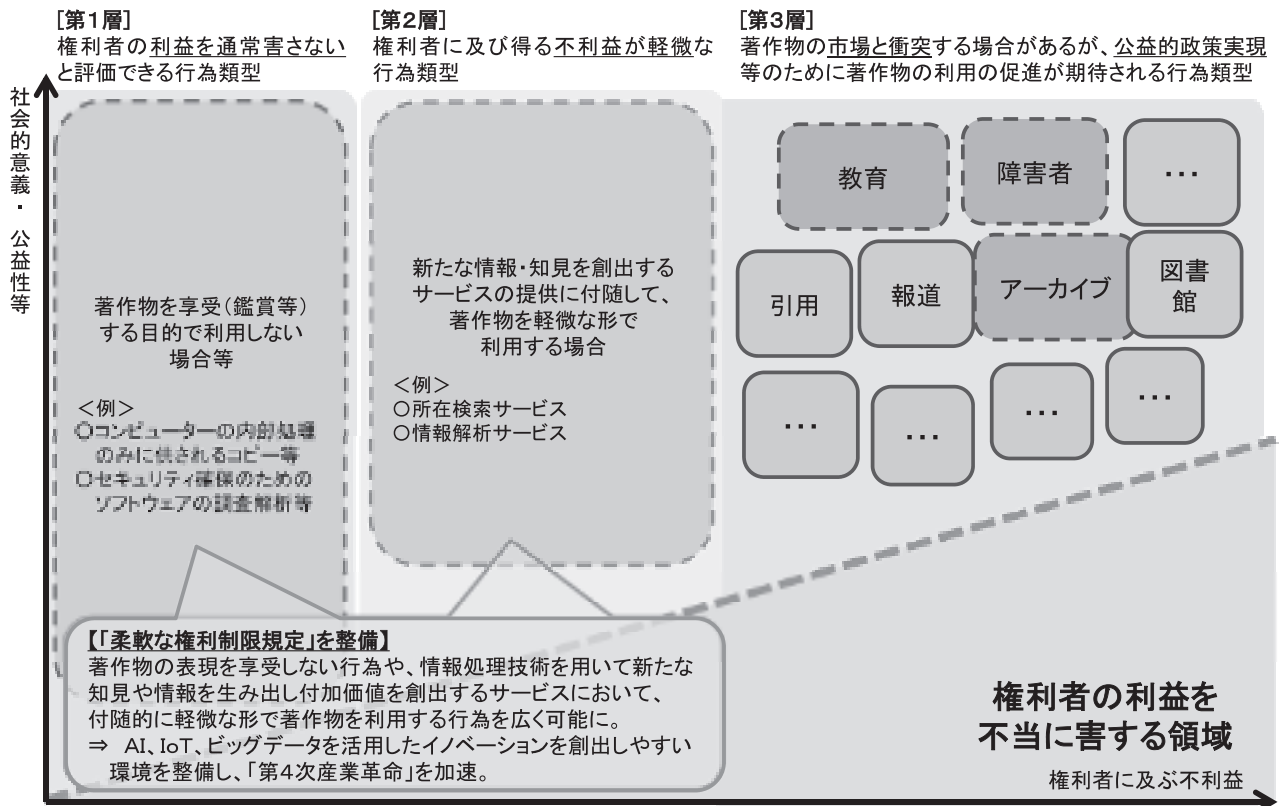 [第1層]
権利者の利益を通常害さない
と評価できる行為類型
[第2層]
権利者に及び得る不利益が軽微な
行為類型
[第3層]
著作物の市場と衝突する場合があるが、公益的政策実現
等のために著作物の利用の促進が期待される行為類型
社会的意義・公益性等
著作物を享受(鑑賞等)
する目的で利用しない
場合等
<例>
○コンピューターの内部処理
のみに供されるコピー等
○セキュリティ確保のための
ソフトウェアの調査解析等
新たな情報・知見を創出する
サービスの提供に付随して、
著作物を軽微な形で
利用する場合
<例>
○所在検索サービス
○情報解析サービス
教育
障害者
…
引用
報道
アーカイブ
図書
館
…
…
…
…
【「柔軟な権利制限規定」を整備】
著作物の表現を享受しない行為や、情報処理技術を用いて新たな
知見や情報を生み出し付加価値を創出するサービスにおいて、
付随的に軽微な形で著作物を利用する行為を広く可能に。
⇒ AI、IoT、ビッグデータを活用したイノベーションを創出しやすい
環境を整備し、「第4次産業革命」を加速。
権利者の利益を
不当に害する領域
権利者に及ぶ不利益